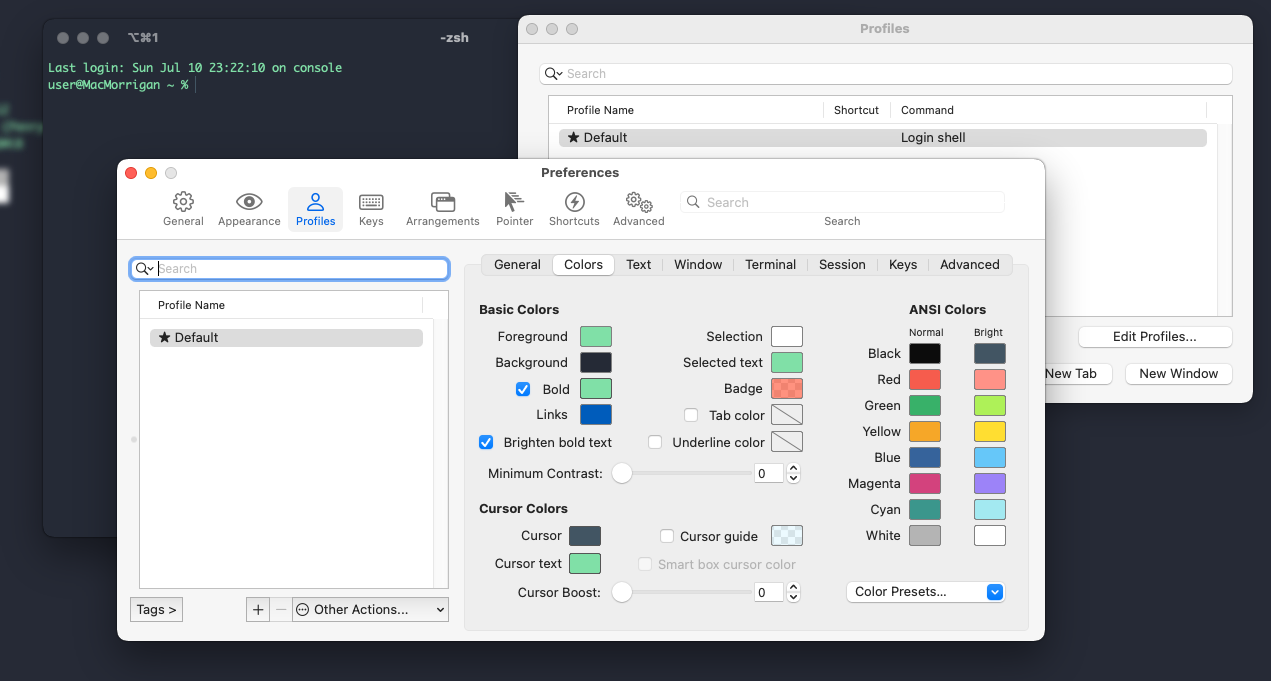 ⌥⌘1
-zsh
Last login: Sun Jul 10 23:22:10 on console
user@MacMorrigan ~ %
Profiles
Search
Profile Name Shortcut Command
★ Default Login shell
Edit Profiles...
New Tab New Window
Preferences
General Appearance Profiles Keys Arrangements Pointer Shortcuts Advanced
Search
Search
Search
Profile Name
★ Default
Tags >
+ − Other Actions...
General Colors Text Window Terminal Session Keys Advanced
Basic Colors
Foreground
Background
Bold
Links
Brighten bold text
Selection
Selected text
Badge
Tab color
Underline color
Minimum Contrast: 0
Cursor Colors
Cursor
Cursor text
Cursor guide
Smart box cursor color
Cursor Boost: 0
ANSI Colors
Normal Bright
Black
Red
Green
Yellow
Blue
Magenta
Cyan
White
Color Presets...